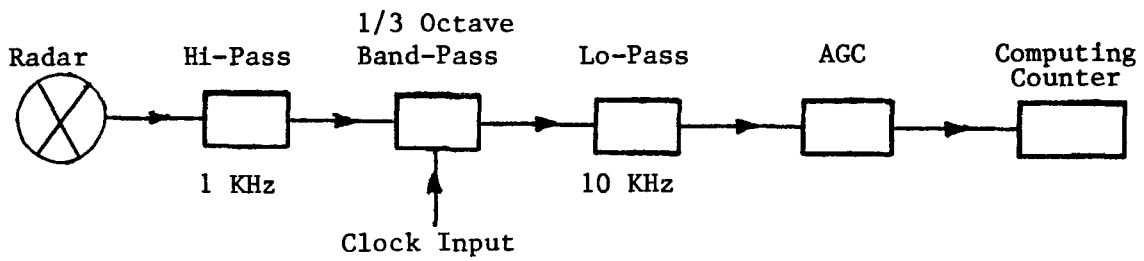 Radar
Hi-Pass
1/3 Octave
Band-Pass
Lo-Pass
AGC
Computing
Counter
1 KHz
10 KHz
Clock Input